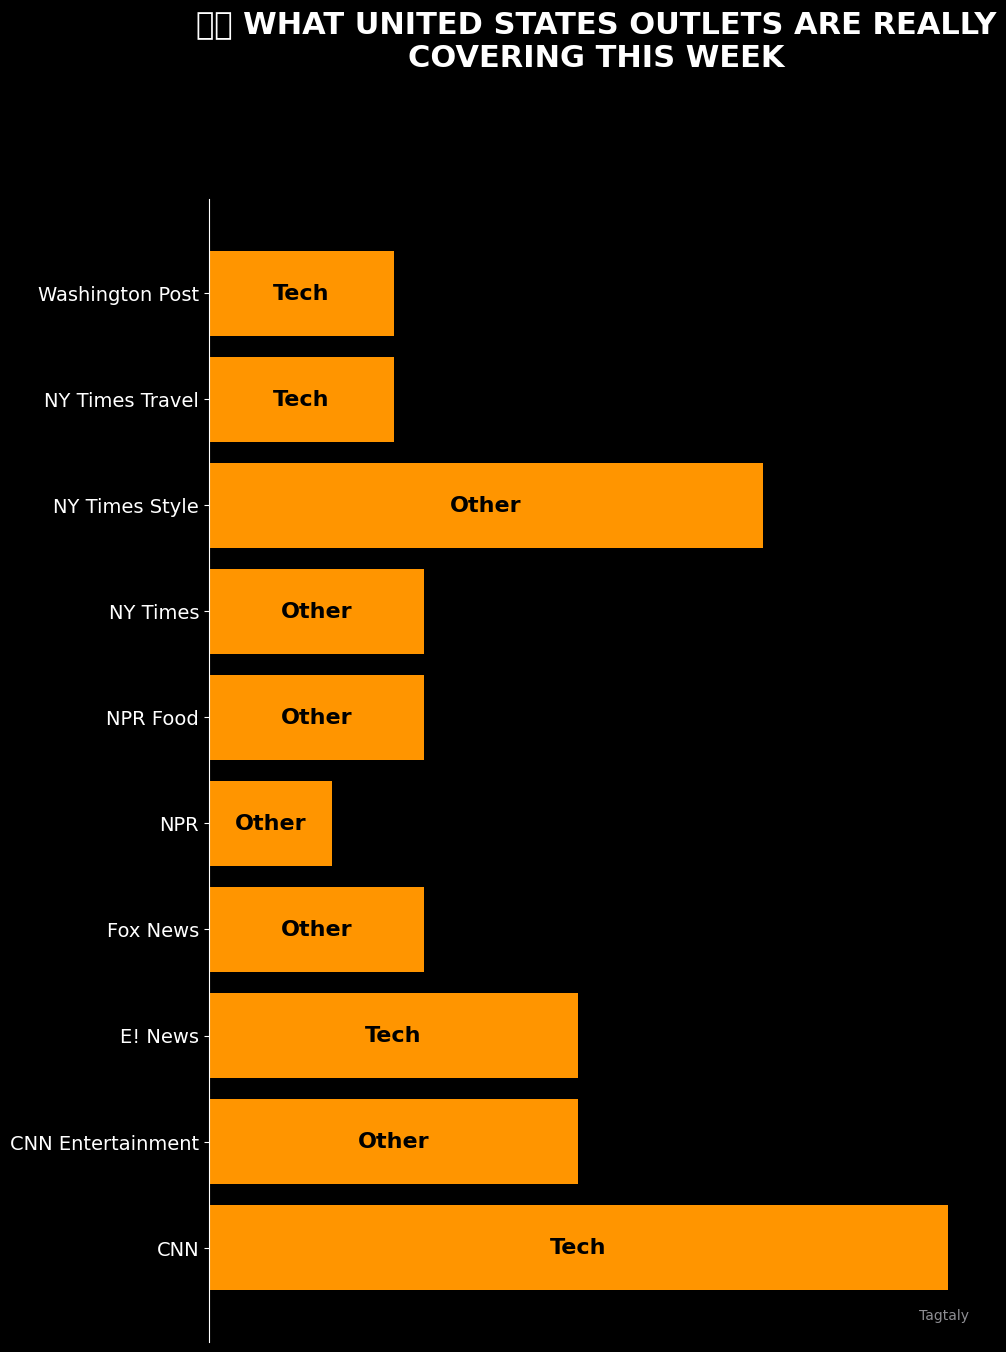 WHAT UNITED STATES OUTLETS ARE REALLY
COVERING THIS WEEK
Washington Post
Tech
NY Times Travel
Tech
NY Times Style
Other
NY Times
Other
NPR Food
Other
NPR
Other
Fox News
Other
E! News
Tech
CNN Entertainment
Other
CNN
Tech
Tagtaly